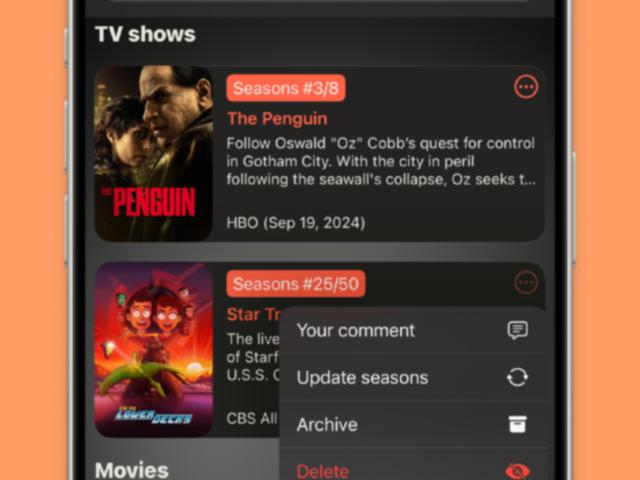 TV shows
Seasons #3/8
The Penguin
Follow Oswald "Oz" Cobb's quest for control
in Gotham City. With the city in peril
following the seawall's collapse, Oz seeks t...
HBO (Sep 19, 2024)
THE
PENGUIN
Seasons #25/50
Star Tr
The live
of Starf
U.S.S. C
CBS All
LOWER DECKS
Your comment
Update seasons
Archive
Delete
Movies